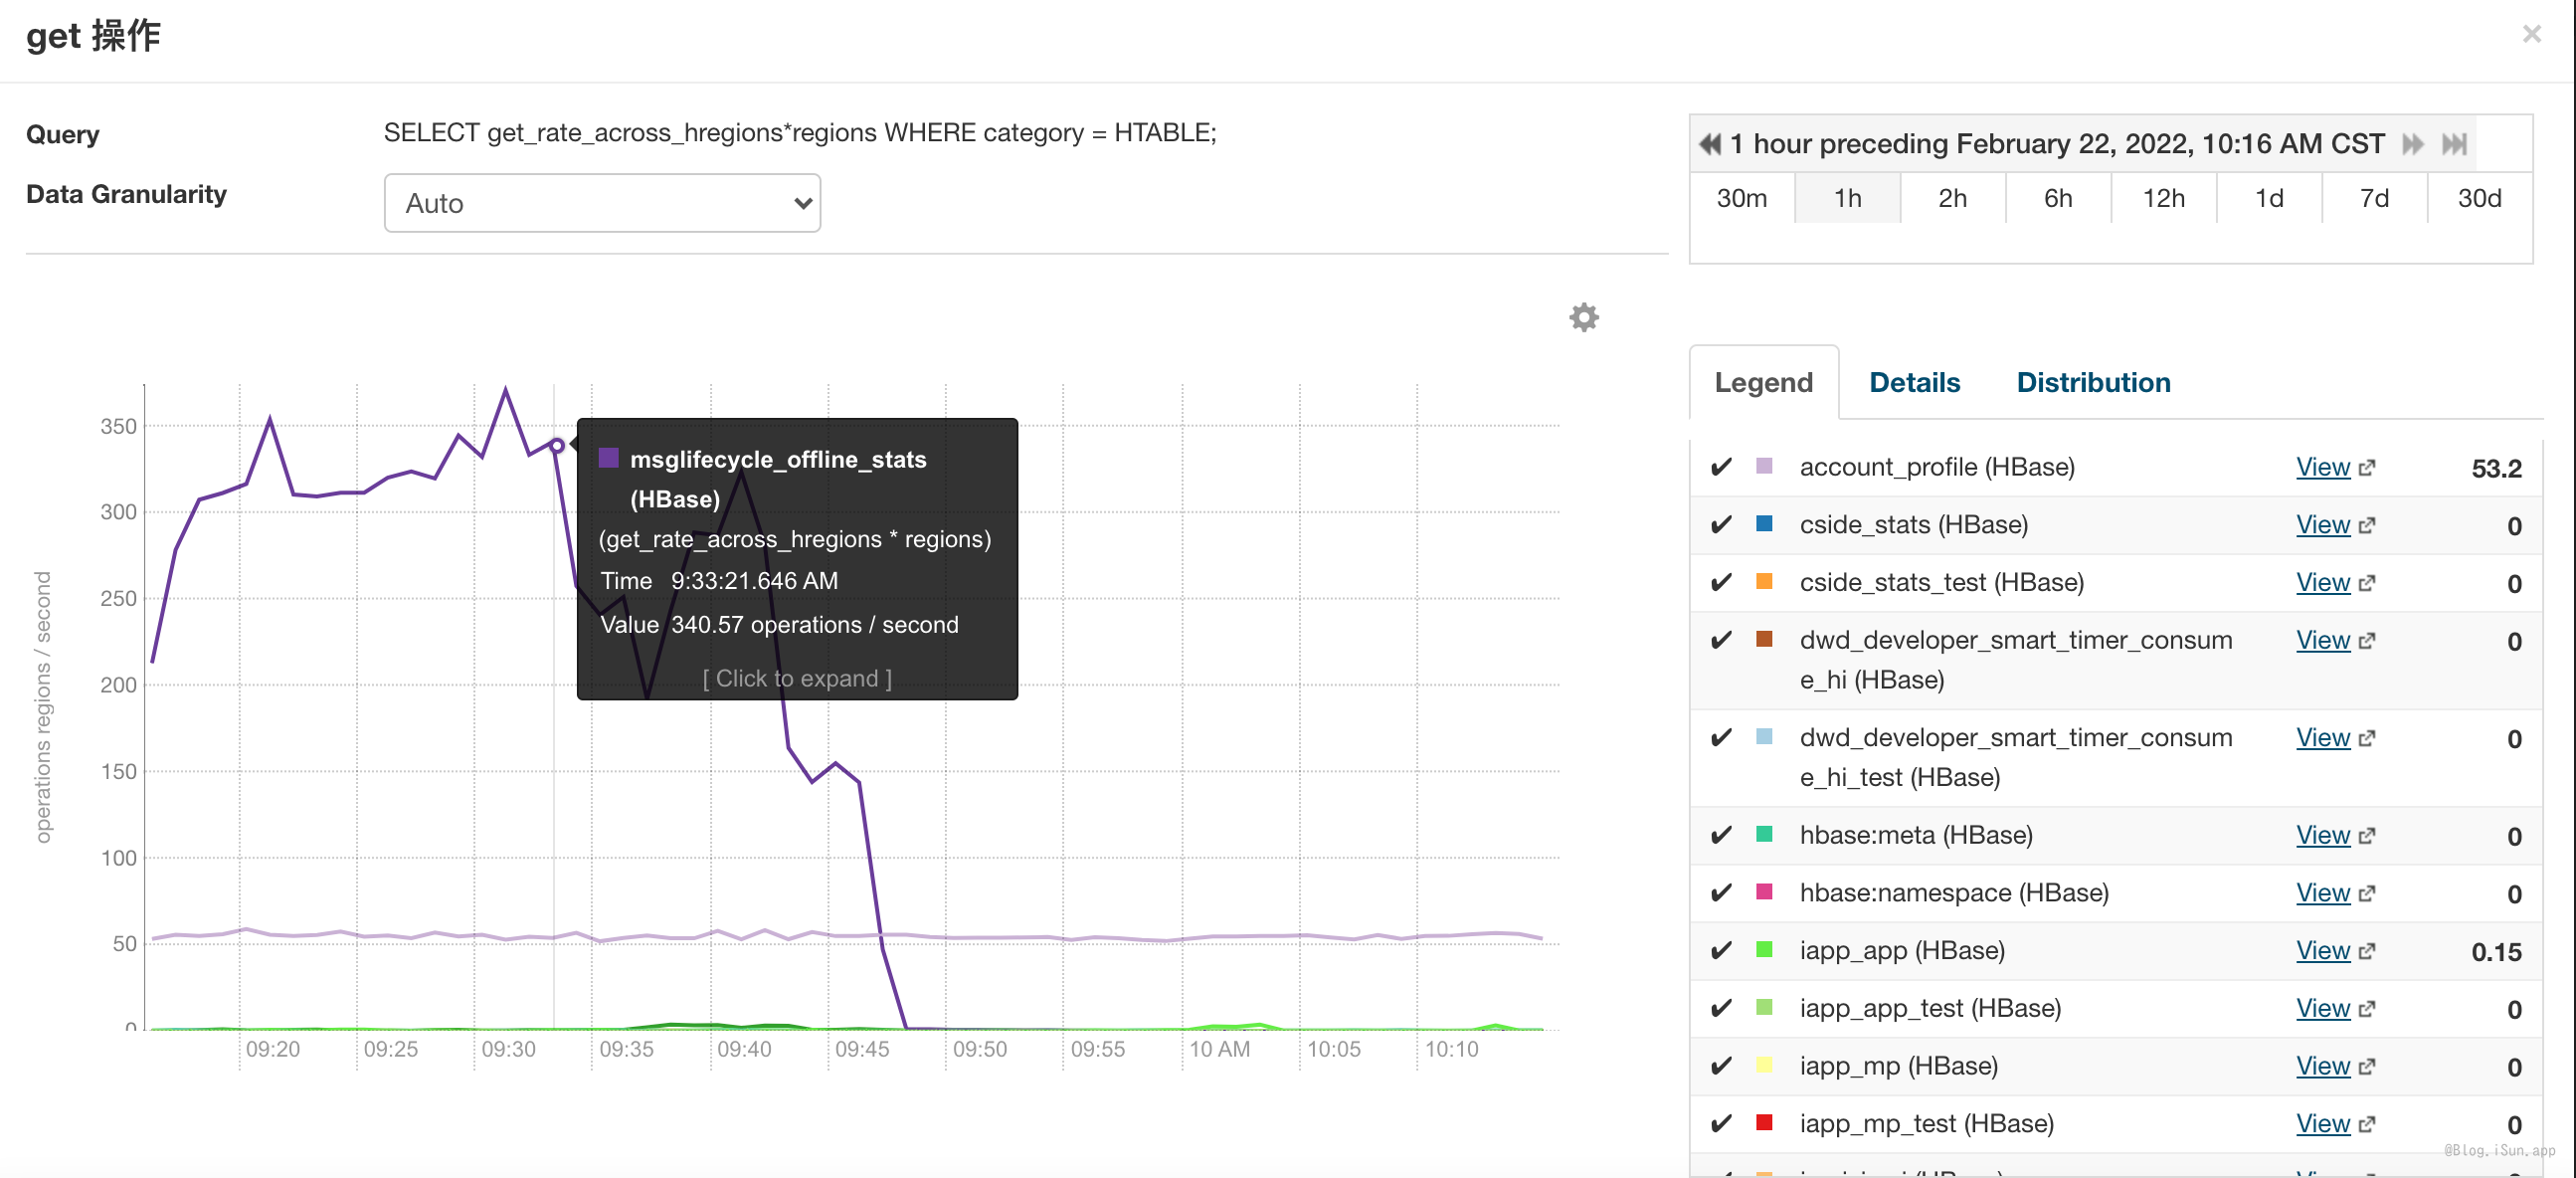 get 操作
×
Query
SELECT get_rate_across_hregions*regions WHERE category = HTABLE;
Data Granularity
Auto
1 hour preceding February 22, 2022, 10:16 AM CST
30m 1h 2h 6h 12h 1d 7d 30d
operations regions / second
350
300
250
200
150
100
50
0
09:20 09:25 09:30 09:35 09:40 09:45 09:50 09:55 10 AM 10:05 10:10
msglifecycle_offline_stats
(HBase)
(get_rate_across_hregions * regions)
Time 9:33:21.646 AM
Value 340.57 operations / second
[ Click to expand ]
Legend Details Distribution
✔ account_profile (HBase) View 53.2
✔ cside_stats (HBase) View 0
✔ cside_stats_test (HBase) View 0
✔ dwd_developer_smart_timer_consum View 0
e_hi (HBase)
✔ dwd_developer_smart_timer_consum View 0
e_hi_test (HBase)
✔ hbase:meta (HBase) View 0
✔ hbase:namespace (HBase) View 0
✔ iapp_app (HBase) View 0.15
✔ iapp_app_test (HBase) View 0
✔ iapp_mp (HBase) View 0
✔ iapp_mp_test (HBase) View 0
@Blog.iSun.app